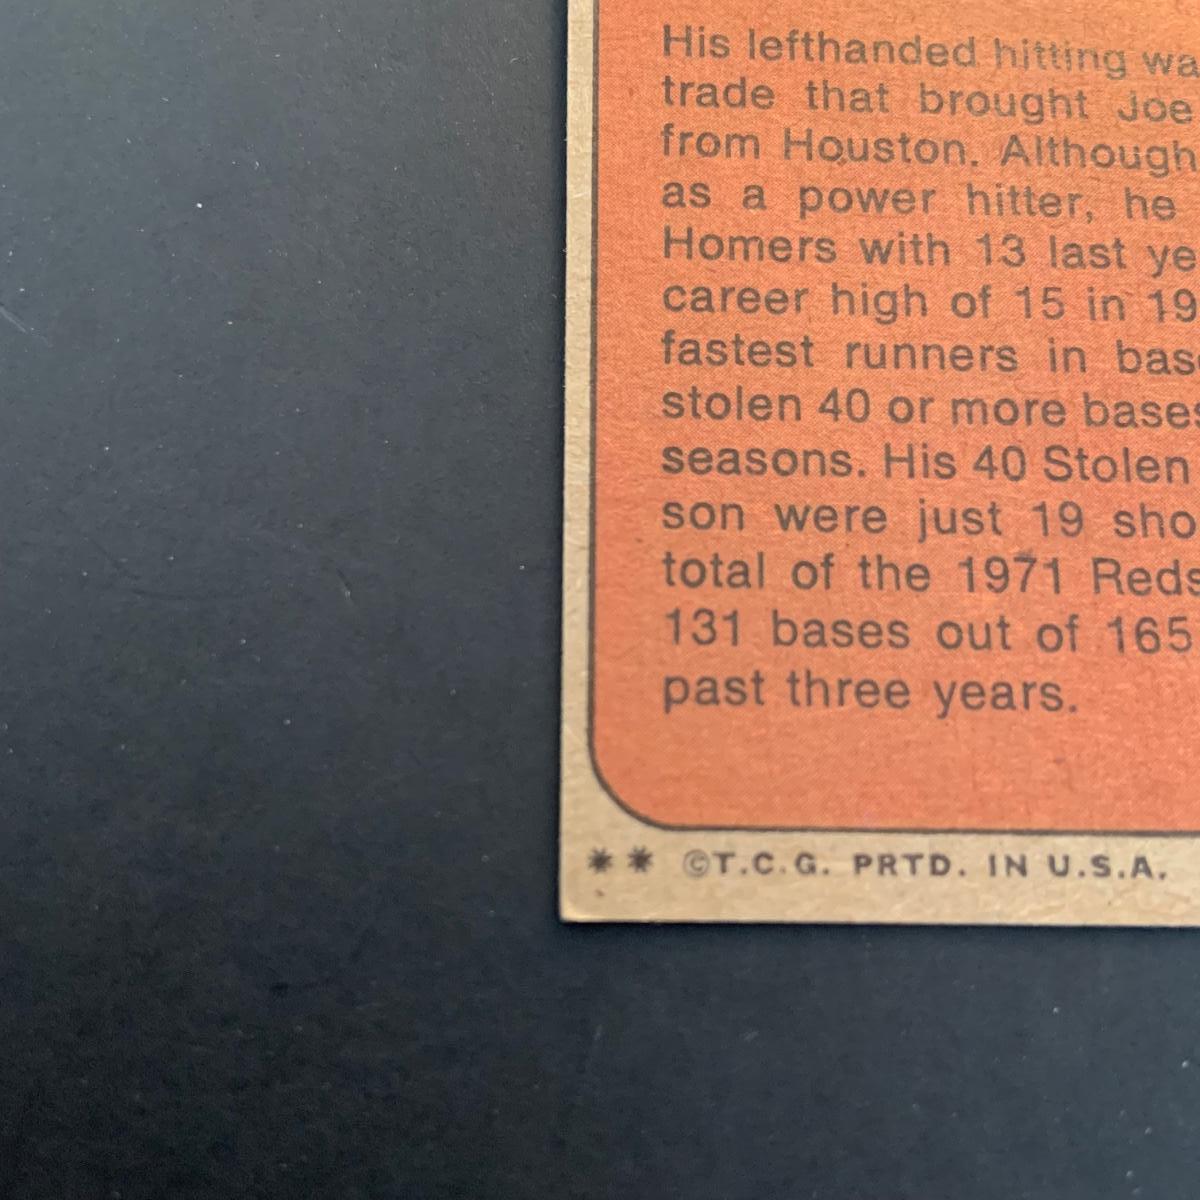 His lefthanded hitting wa
trade that brought Joe
from Houston. Although
as a power hitter, he
Homers with 13 last ye
career high of 15 in 19
fastest runners in base
stolen 40 or more bases
seasons. His 40 Stolen
son were just 19 sho
total of the 1971 Reds
131 bases out of 165
past three years.
** ©T.C.G. PRTD. IN U.S.A.